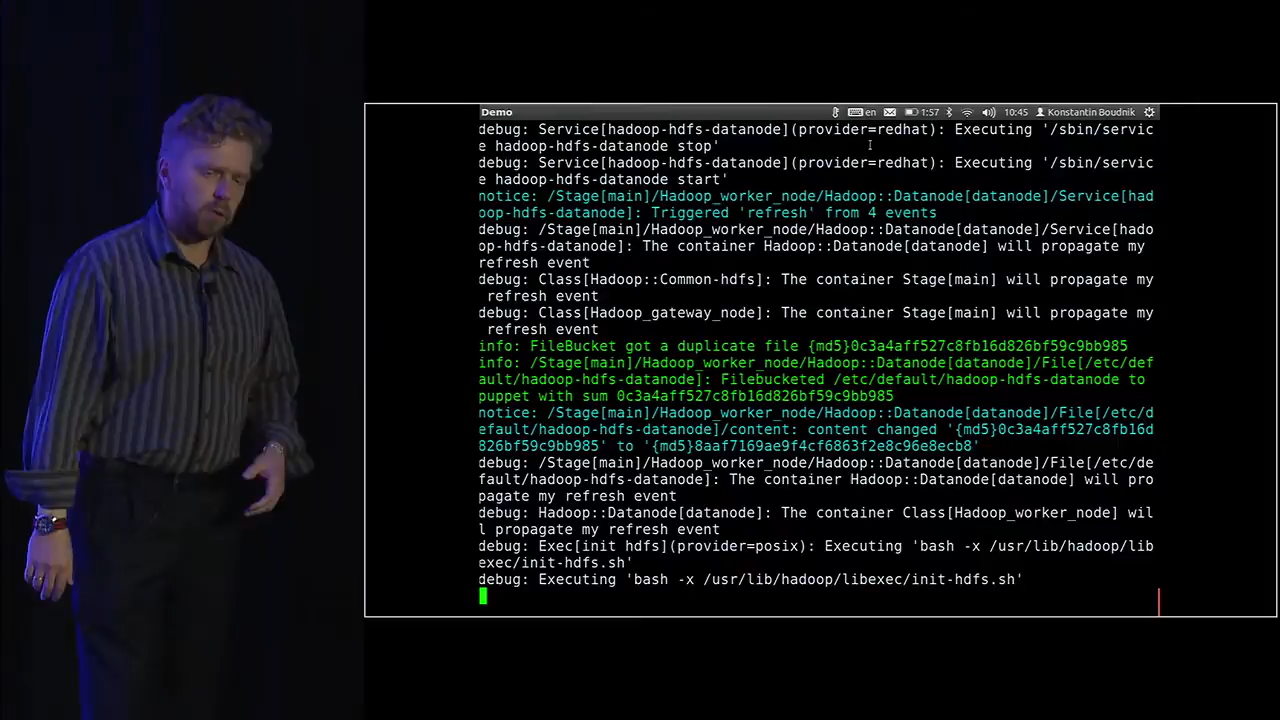 Demo en 1:57 10:45 Konstantin Boudnik
debug: Service[hadoop-hdfs-datanode](provider=redhat): Executing '/sbin/servic
e hadoop-hdfs-datanode stop'
debug: Service[hadoop-hdfs-datanode](provider=redhat): Executing '/sbin/servic
e hadoop-hdfs-datanode start'
notice: /Stage[main]/Hadoop_worker_node/Hadoop::Datanode[datanode]/Service[had
oop-hdfs-datanode]: Triggered 'refresh' from 4 events
debug: /Stage[main]/Hadoop_worker_node/Hadoop::Datanode[datanode]/Service[hado
op-hdfs-datanode]: The container Hadoop::Datanode[datanode] will propagate my
refresh event
debug: Class[Hadoop::Common-hdfs]: The container Stage[main] will propagate my
 refresh event
debug: Class[Hadoop_gateway_node]: The container Stage[main] will propagate my
 refresh event
info: FileBucket got a duplicate file {md5}0c3a4aff527c8fb16d826bf59c9bb985
info: /Stage[main]/Hadoop_worker_node/Hadoop::Datanode[datanode]/File[/etc/def
ault/hadoop-hdfs-datanode]: Filebucketed /etc/default/hadoop-hdfs-datanode to
puppet with sum 0c3a4aff527c8fb16d826bf59c9bb985
notice: /Stage[main]/Hadoop_worker_node/Hadoop::Datanode[datanode]/File[/etc/d
efault/hadoop-hdfs-datanode]/content: content changed '{md5}0c3a4aff527c8fb16d
826bf59c9bb985' to '{md5}8aaf7169ae9f4cf6863f2e8c96e8ecb8'
debug: /Stage[main]/Hadoop_worker_node/Hadoop::Datanode[datanode]/File[/etc/de
fault/hadoop-hdfs-datanode]: The container Hadoop::Datanode[datanode] will pro
pagate my refresh event
debug: Hadoop::Datanode[datanode]: The container Class[Hadoop_worker_node] wil
l propagate my refresh event
debug: Exec[init hdfs](provider=posix): Executing 'bash -x /usr/lib/hadoop/lib
exec/init-hdfs.sh'
debug: Executing 'bash -x /usr/lib/hadoop/libexec/init-hdfs.sh'